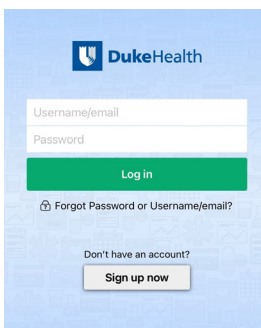 DukeHealth
Username/email
Password
Log in
Forgot Password or Username/email?
Don't have an account?
Sign up now